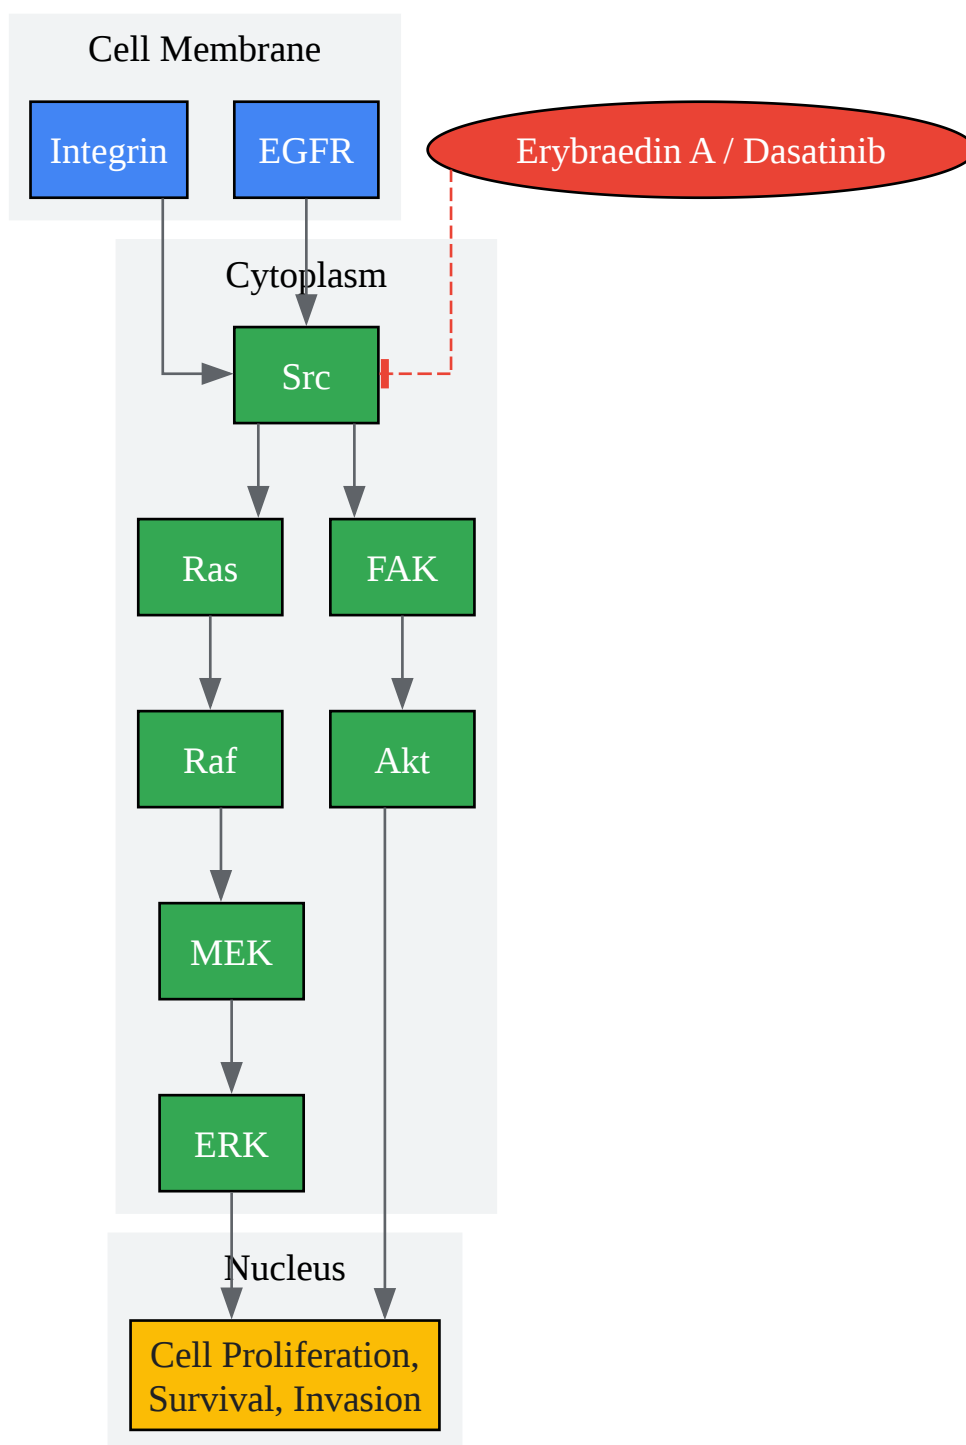 Cell Membrane
Integrin
EGFR
Erybraedin A / Dasatinib
Cytoplasm
Src
Ras
FAK
Raf
Akt
MEK
ERK
Nucleus
Cell Proliferation,
Survival, Invasion